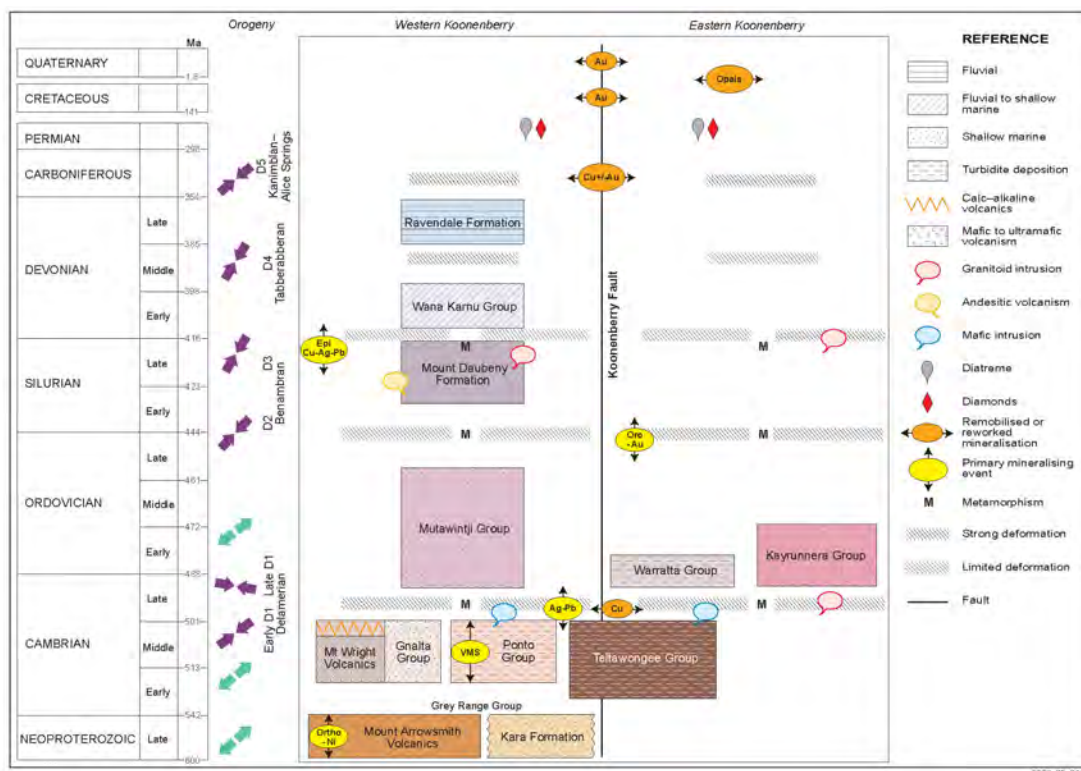 Orogeny
Western Koonenberry
Eastern Koonenberry
Ma
QUATERNARY
1.8
CRETACEOUS
141
PERMIAN
298
CARBONIFEROUS
354
DEVONIAN
Late
385
Middle
398
Early
416
SILURIAN
Late
421
Early
444
ORDOVICIAN
Late
461
Middle
472
Early
CAMBRIAN
Late
501
Middle
513
Early
542
NEOPROTEROZOIC
Late
600
D5
Kanimblan–
Alice Springs
D4
Tabberabberan
D3
Benambran
D2
Late D1
Delamerian
Early D1
Au
Opals
Au
Cu+/-Au
Ravendale Formation
Wana Karnu Group
Koonenberry Fault
Epi
Cu-Ag-Pb
M
M
Mount Daubeny
Formation
M
Oro
-Au
M
Mutawintji Group
Kayrunnera Group
Warratta Group
M
Ag-Pb
Cu
M
Mt Wright
Volcanics
Gnalta
Group
VMS
Ponto
Group
Teltawongee Group
Grey Range Group
Ortho
-Ni
Mount Arrowsmith
Volcanics
Kara Formation
REFERENCE
Fluvial
Fluvial to shallow
marine
Shallow marine
Turbidite deposition
Calc–alkaline
volcanics
Mafic to ultramafic
volcanism
Granitoid intrusion
Andesitic volcanism
Mafic intrusion
Diatreme
Diamonds
Remobilised or
reworked
mineralisation
Primary mineralising
event
M
Metamorphism
Strong deformation
Limited deformation
Fault